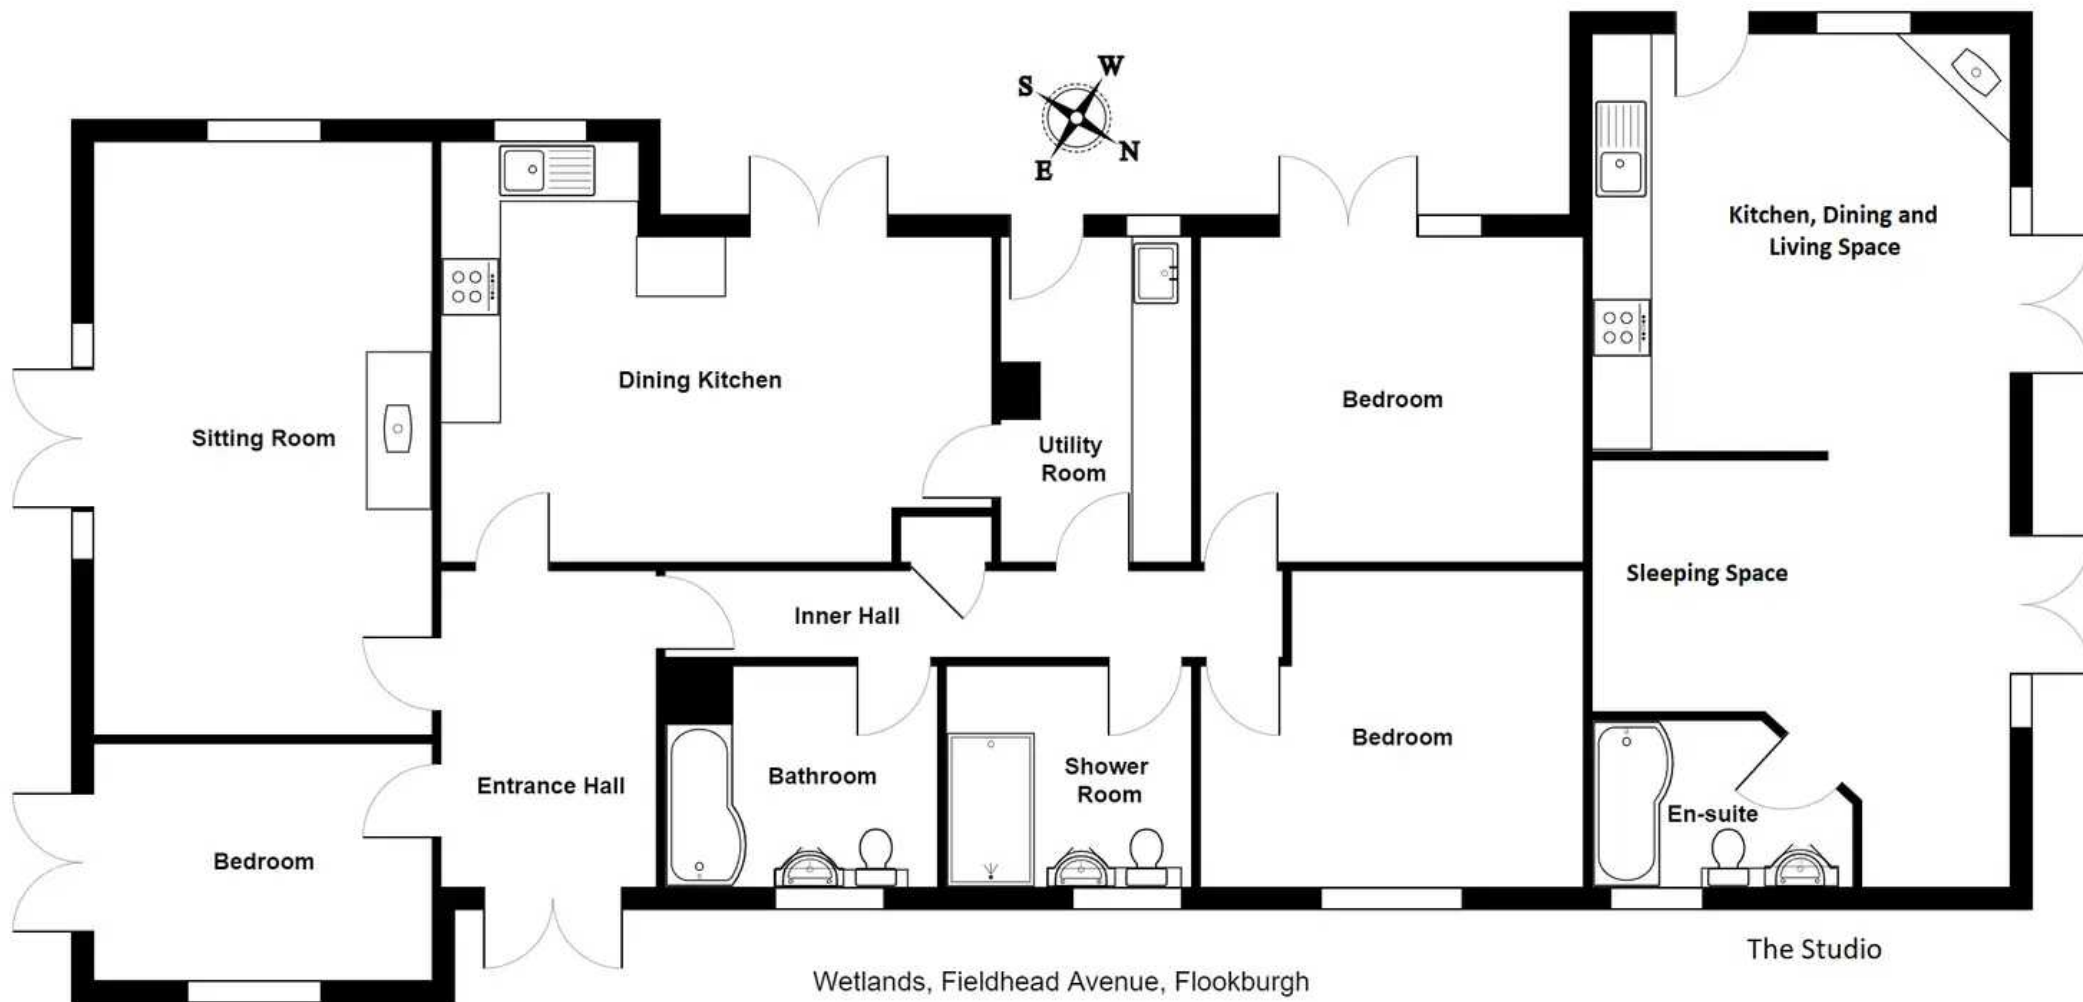 W
S
N
E
Kitchen, Dining and
Living Space
Dining Kitchen
Bedroom
Sitting Room
Utility
Room
Sleeping Space
Inner Hall
Bedroom
Shower
Room
Bathroom
Entrance Hall
En-suite
Bedroom
The Studio
Wetlands, Fieldhead Avenue, Flookburgh